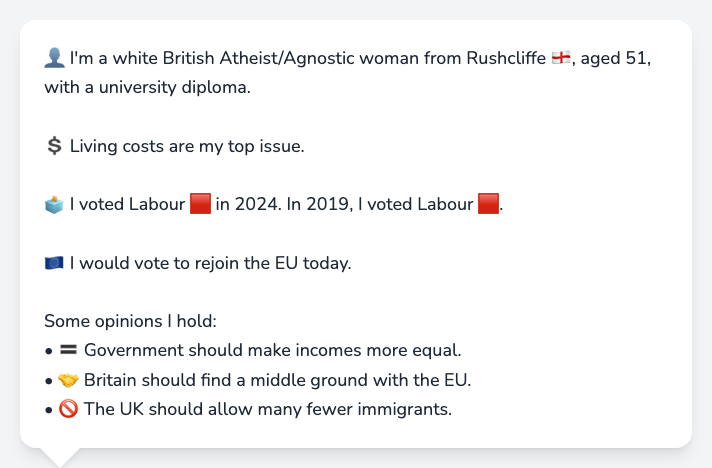 👤 I'm a white British Atheist/Agnostic woman from Rushcliffe 🏴󠁧󠁢󠁥󠁮󠁧󠁿, aged 51,
with a university diploma.
💲 Living costs are my top issue.
🗳️ I voted Labour 🟥 in 2024. In 2019, I voted Labour 🟥.
🇪🇺 I would vote to rejoin the EU today.
Some opinions I hold:
• 🟰 Government should make incomes more equal.
• 🤝 Britain should find a middle ground with the EU.
• 🚫 The UK should allow many fewer immigrants.